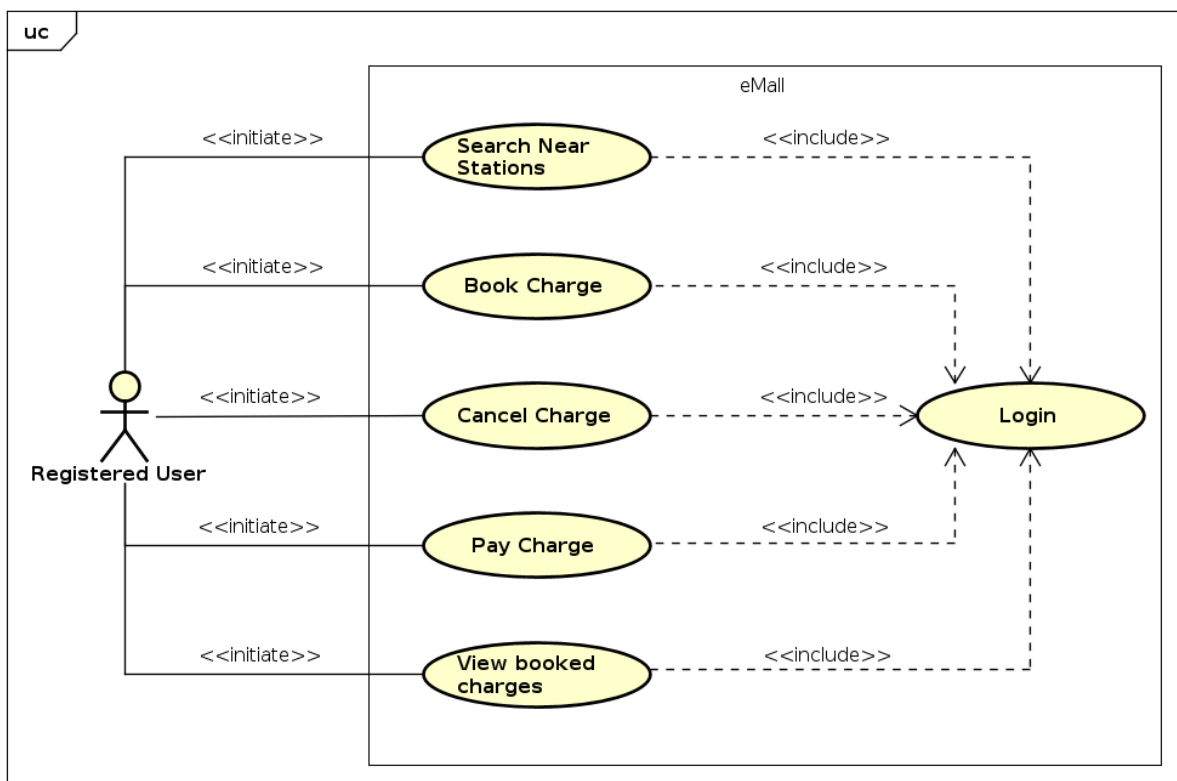 uc
eMall
<<initiate>>
Search Near
Stations
<<include>>
<<initiate>>
Book Charge
<<include>>
<<initiate>>
Cancel Charge
<<include>>
Login
Registered User
<<initiate>>
Pay Charge
<<include>>
<<initiate>>
View booked
charges
<<include>>